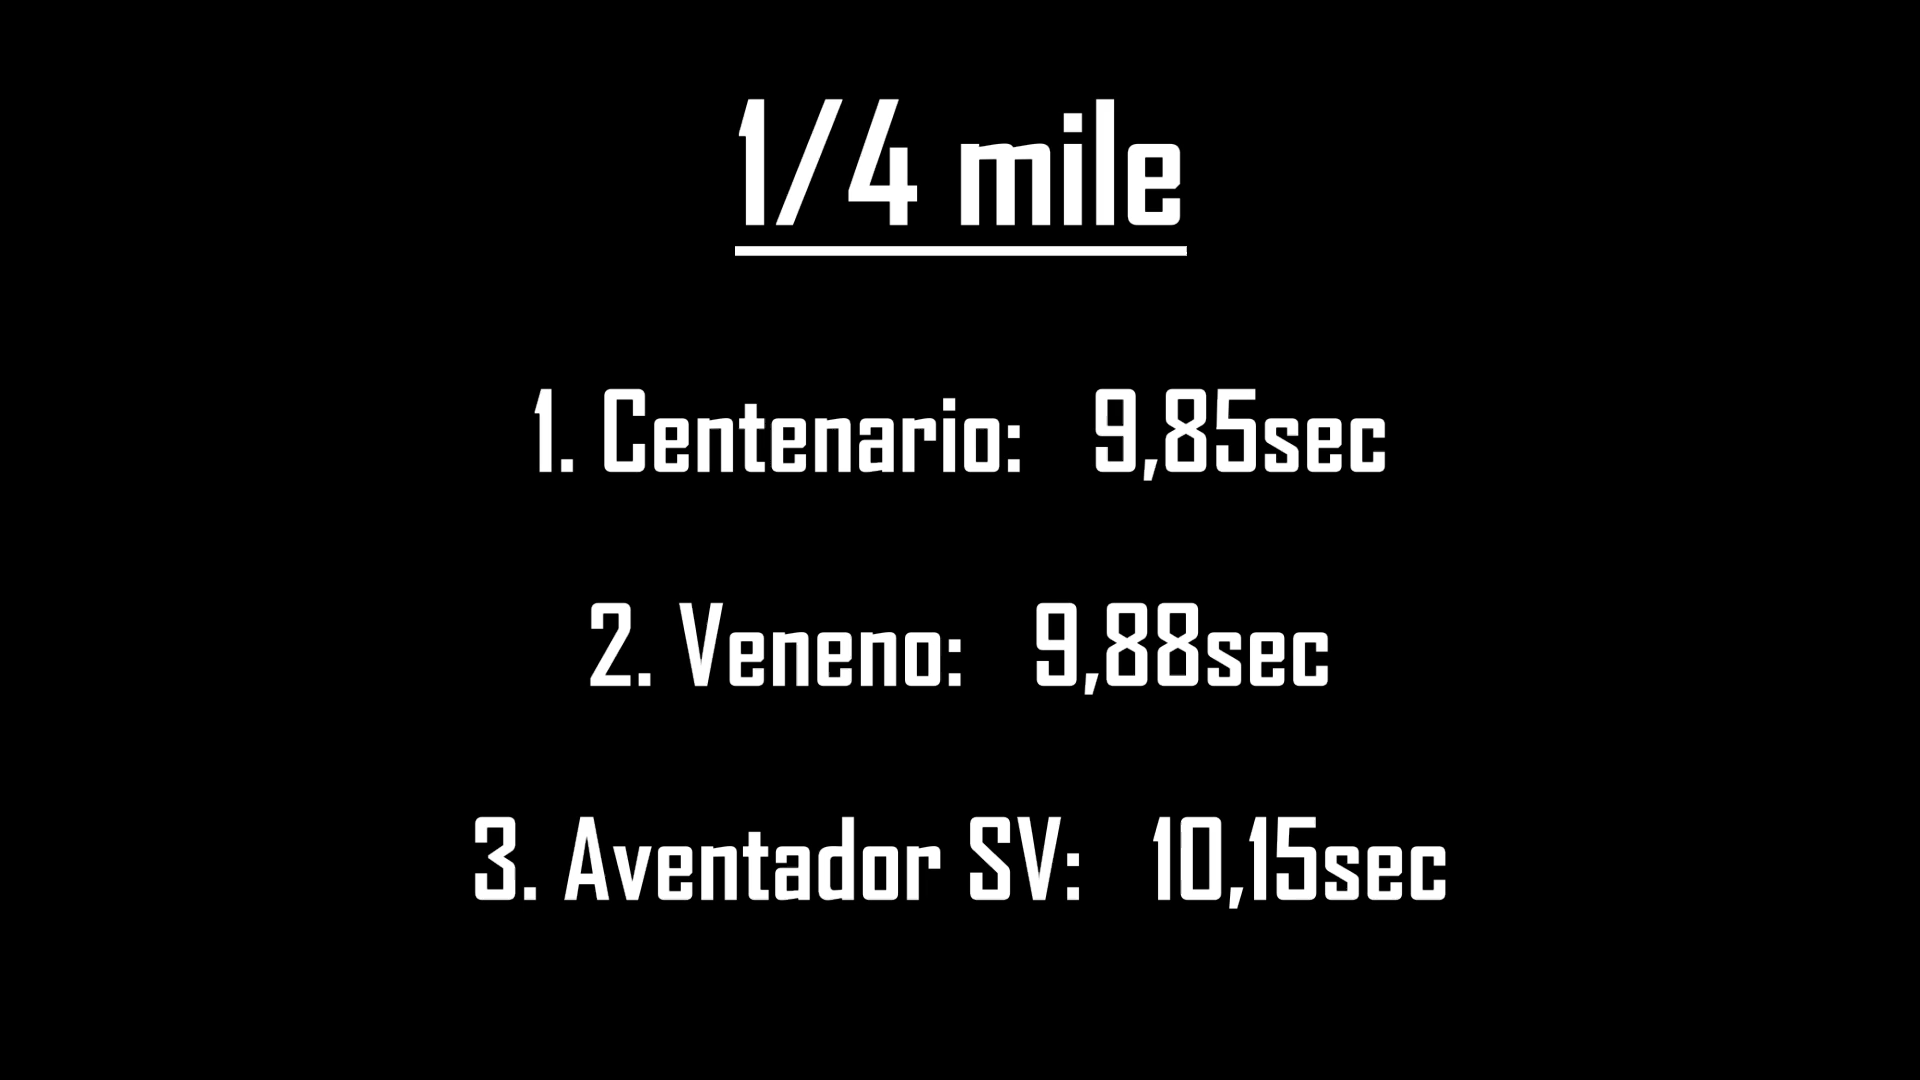 1/4 mile
1. Centenario: 9,85sec
2. Veneno: 9,88sec
3. Aventador SV: 10,15sec